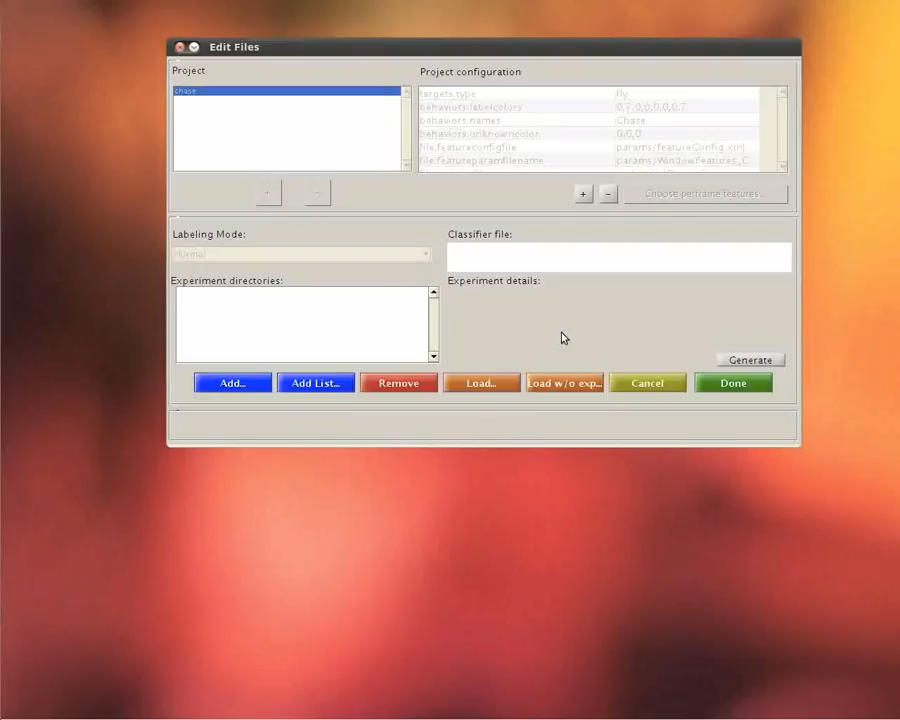 Edit Files
Project
Project configuration
chase
targets.type fly
behaviors.labelcolors 0.7,0,0,0,0,0.7
behaviors.names Chase
behaviors.unknowncolor 0,0,0
file.featureconfigfile params/featureConfig.xml
file.featureparamfilename params/WindowFeatures_C
+ -
+ - Choose perframe features...
Labeling Mode:
Classifier file:
Normal
Experiment directories:
Experiment details:
Generate
Add... Add List... Remove Load... Load w/o exp... Cancel Done